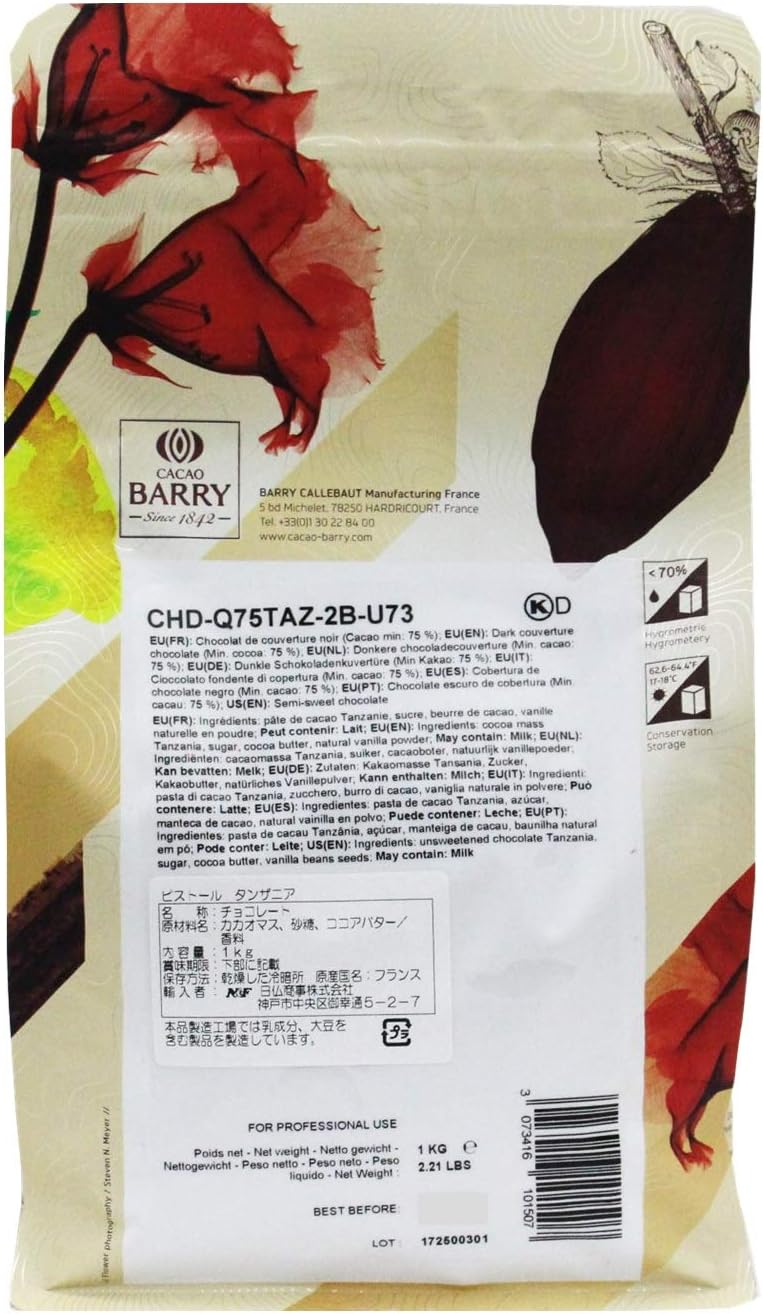 CACAO
BARRY
Since 1842
BARRY CALLEBAUT Manufacturing France
5 bd Michelet, 78250 HARDRICOURT, France
Tel. +33(0)1 30 22 84 00
www.cacao-barry.com
<70%
Hygrométrie
Hygrometery
62,6-64,4°F
17-18°C
Conservation
Storage
CHD-Q75TAZ-2B-U73
K D
EU(FR): Chocolat de couverture noir (Cacao min: 75 %); EU(EN): Dark couverture
chocolate (Min. cocoa: 75 %); EU(NL): Donkere chocoladecouverture (Min. cacao:
75 %); EU(DE): Dunkle Schokoladenkuvertüre (Min Kakao: 75 %); EU(IT):
Cioccolato fondente di copertura (Min. cacao: 75 %); EU(ES): Cobertura de
chocolate negro (Min. cacao: 75 %); EU(PT): Chocolate escuro de cobertura (Min.
cacau: 75 %); US(EN): Semi-sweet chocolate
EU(FR): Ingrédients: pâte de cacao Tanzanie, sucre, beurre de cacao, vanille
naturelle en poudre; Peut contenir: Lait; EU(EN): Ingredients: cocoa mass
Tanzania, sugar, cocoa butter, natural vanilla powder; May contain: Milk; EU(NL):
Ingrediënten: cacaomassa Tanzania, suiker, cacaoboter, natuurlijk vanillepoeder;
Kan bevatten: Melk; EU(DE): Zutaten: Kakaomasse Tansania, Zucker,
Kakaobutter, natürliches Vanillepulver; Kann enthalten: Milch; EU(IT): Ingredienti:
pasta di cacao Tanzania, zucchero, burro di cacao, vaniglia naturale in polvere; Può
contenere: Latte; EU(ES): Ingredientes: pasta de cacao Tanzania, azúcar,
manteca de cacao, natural vainilla en polvo; Puede contener: Leche; EU(PT):
Ingredientes: pasta de cacau Tanzânia, açúcar, manteiga de cacau, baunilha natural
em pó; Pode conter: Leite; US(EN): Ingredients: unsweetened chocolate Tanzania,
sugar, cocoa butter, vanilla beans seeds; May contain: Milk
ピストール タンザニア
名 称：チョコレート
原材料名：カカオマス、砂糖、ココアバター／
香料
内容量：1kg
賞味期限：下部に記載
保存方法：乾燥した冷暗所 原産国名：フランス
輸入者：NF 日仏商事株式会社
神戸市中央区御幸通5-2-7
本品製造工場では乳成分、大豆を
含む製品を製造しています。
プラ
FOR PROFESSIONAL USE
Poids net - Net weight - Netto gewicht -
Nettogewicht - Peso netto - Peso neto - Peso
líquido - Net Weight :
1 KG e
2.21 LBS
BEST BEFORE:
LOT : 172500301
3 073416 101507
Flower photography / Steven N. Meyer //